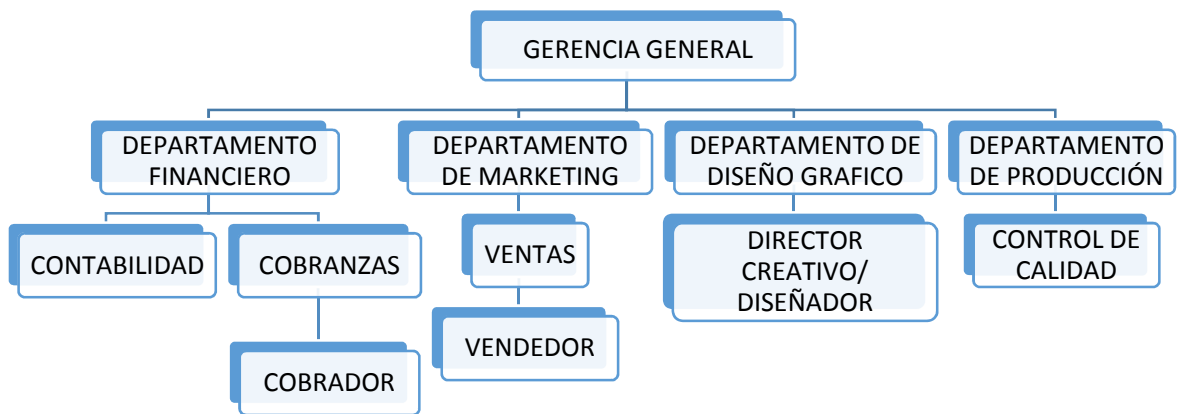 GERENCIA GENERAL
DEPARTAMENTO
FINANCIERO
DEPARTAMENTO
DE MARKETING
DEPARTAMENTO DE
DISEÑO GRAFICO
DEPARTAMENTO
DE PRODUCCIÓN
CONTABILIDAD
COBRANZAS
VENTAS
DIRECTOR
CREATIVO/
DISEÑADOR
CONTROL DE
CALIDAD
COBRADOR
VENDEDOR